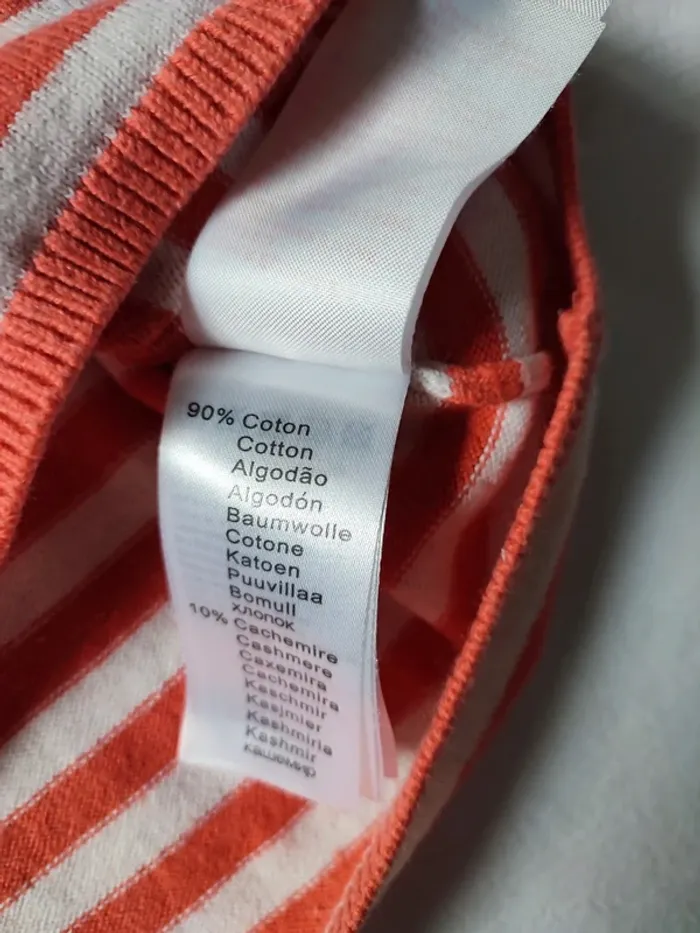 90% Coton
Cotton
Algodão
Algodón
Baumwolle
Cotone
Katoen
Puuvillaa
Bomull
хлопок
10% Cachemire
Cashmere
Caxemira
Cachemira
Kaschmir
Kasjmier
Kashmiria
Kashmir
кашемир